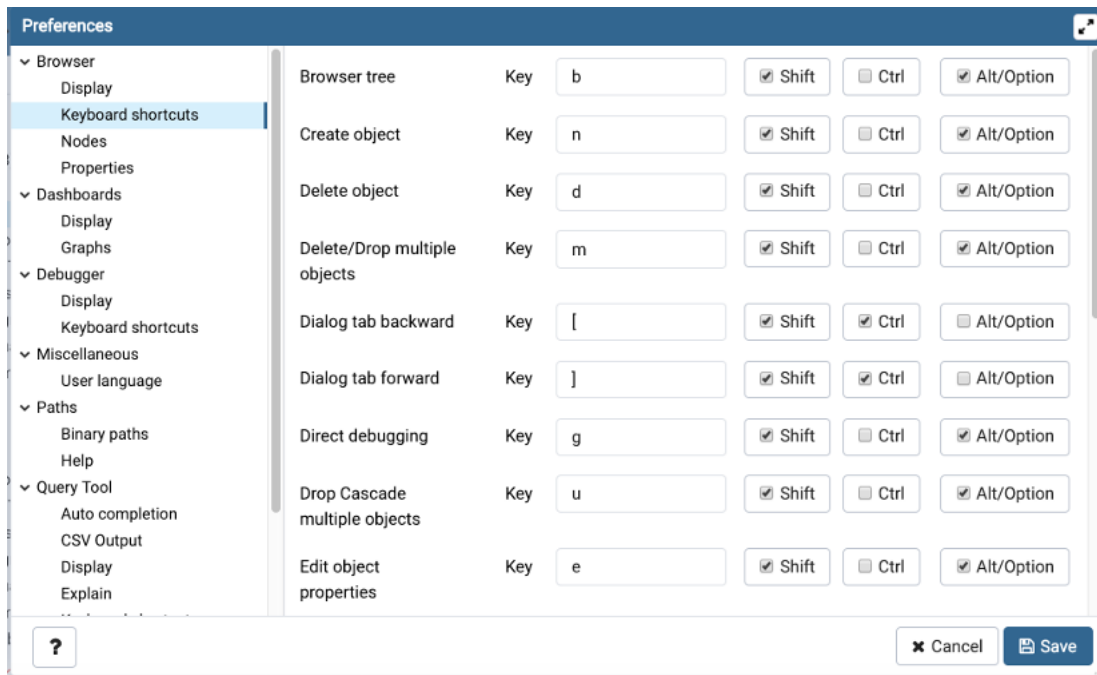 Preferences
Browser
Display
Keyboard shortcuts
Nodes
Properties
Dashboards
Display
Graphs
Debugger
Display
Keyboard shortcuts
Miscellaneous
User language
Paths
Binary paths
Help
Query Tool
Auto completion
CSV Output
Display
Explain
Browser tree Key b Shift Ctrl Alt/Option
Create object Key n Shift Ctrl Alt/Option
Delete object Key d Shift Ctrl Alt/Option
Delete/Drop multiple Key m Shift Ctrl Alt/Option
objects
Dialog tab backward Key [ Shift Ctrl Alt/Option
Dialog tab forward Key ] Shift Ctrl Alt/Option
Direct debugging Key g Shift Ctrl Alt/Option
Drop Cascade Key u Shift Ctrl Alt/Option
multiple objects
Edit object Key e Shift Ctrl Alt/Option
properties
? Cancel Save